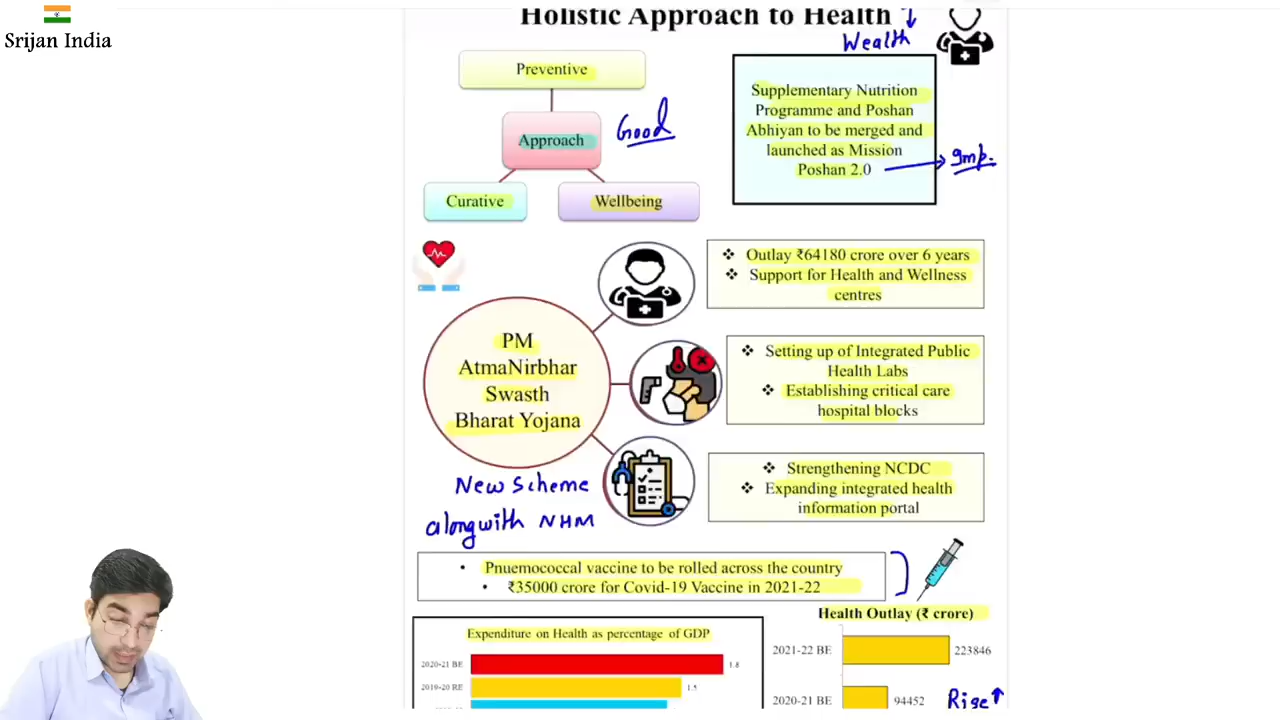 Srijan India
Holistic Approach to Health
Wealth
Preventive
Approach
Good
Curative
Wellbeing
Supplementary Nutrition
Programme and Poshan
Abhiyan to be merged and
launched as Mission
Poshan 2.0
Imp.
PM
AtmaNirbhar
Swasth
Bharat Yojana
❖ Outlay ₹64180 crore over 6 years
❖ Support for Health and Wellness
centres
❖ Setting up of Integrated Public
Health Labs
❖ Establishing critical care
hospital blocks
❖ Strengthening NCDC
❖ Expanding integrated health
information portal
New Scheme
alongwith NHM
• Pnuemococcal vaccine to be rolled across the country
• ₹35000 crore for Covid-19 Vaccine in 2021-22
Expenditure on Health as percentage of GDP
2020-21 BE
1.8
2019-20 RE
1.5
Health Outlay (₹ crore)
2021-22 BE
223846
2020-21 BE
94452
Rise